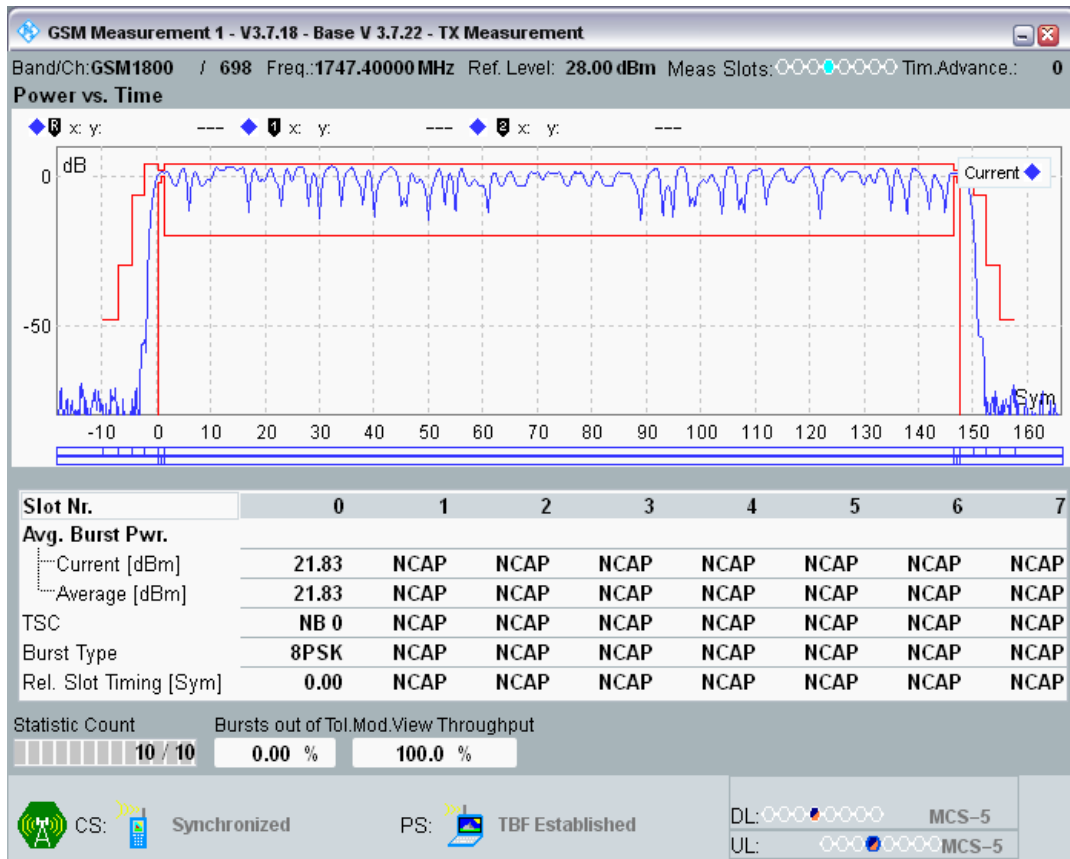 GSM Measurement 1 - V3.7.18 - Base V 3.7.22 - TX Measurement
Band/Ch:GSM1800 / 698 Freq.:1747.40000 MHz Ref. Level: 28.00 dBm Meas Slots: Tim.Advance.: 0
Power vs. Time
R x: y: --- 1 x: y: --- 2 x: y: ---
dB
Current
0
-50
Sym
-10 0 10 20 30 40 50 60 70 80 90 100 110 120 130 140 150 160
Slot Nr. 0 1 2 3 4 5 6 7
Avg. Burst Pwr.
Current [dBm] 21.83 NCAP NCAP NCAP NCAP NCAP NCAP NCAP
Average [dBm] 21.83 NCAP NCAP NCAP NCAP NCAP NCAP NCAP
TSC NB 0 NCAP NCAP NCAP NCAP NCAP NCAP NCAP
Burst Type 8PSK NCAP NCAP NCAP NCAP NCAP NCAP NCAP
Rel. Slot Timing [Sym] 0.00 NCAP NCAP NCAP NCAP NCAP NCAP NCAP
Statistic Count Bursts out of Tol. Mod.View Throughput
10 / 10 0.00 % 100.0 %
CS: Synchronized PS: TBF Established DL: MCS-5
UL: MCS-5